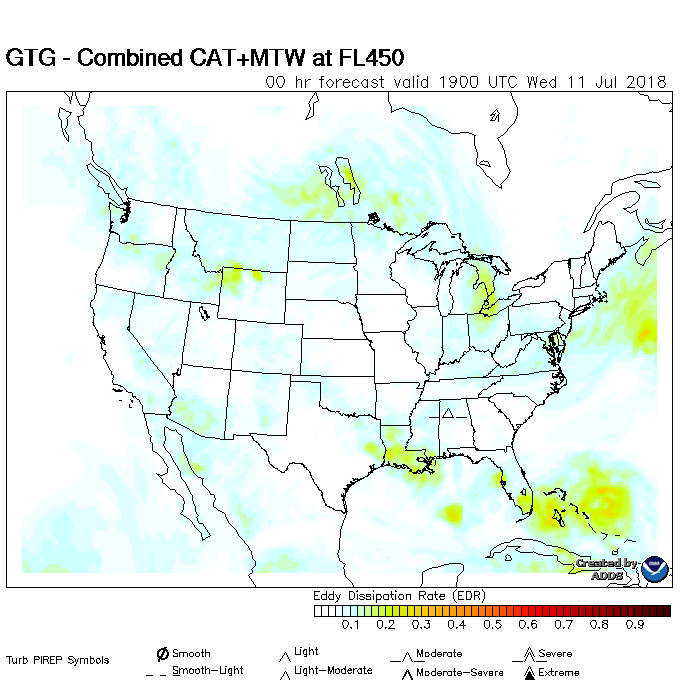 GTG - Combined CAT+MTW at FL450
00 hr forecast valid 1900 UTC Wed 11 Jul 2018
Created by
ADDS
Eddy Dissipation Rate (EDR)
0.1 0.2 0.3 0.4 0.5 0.6 0.7 0.8 0.9
Turb PIREP Symbols
Smooth Light Moderate Severe
Smooth-Light Light-Moderate Moderate-Severe Extreme